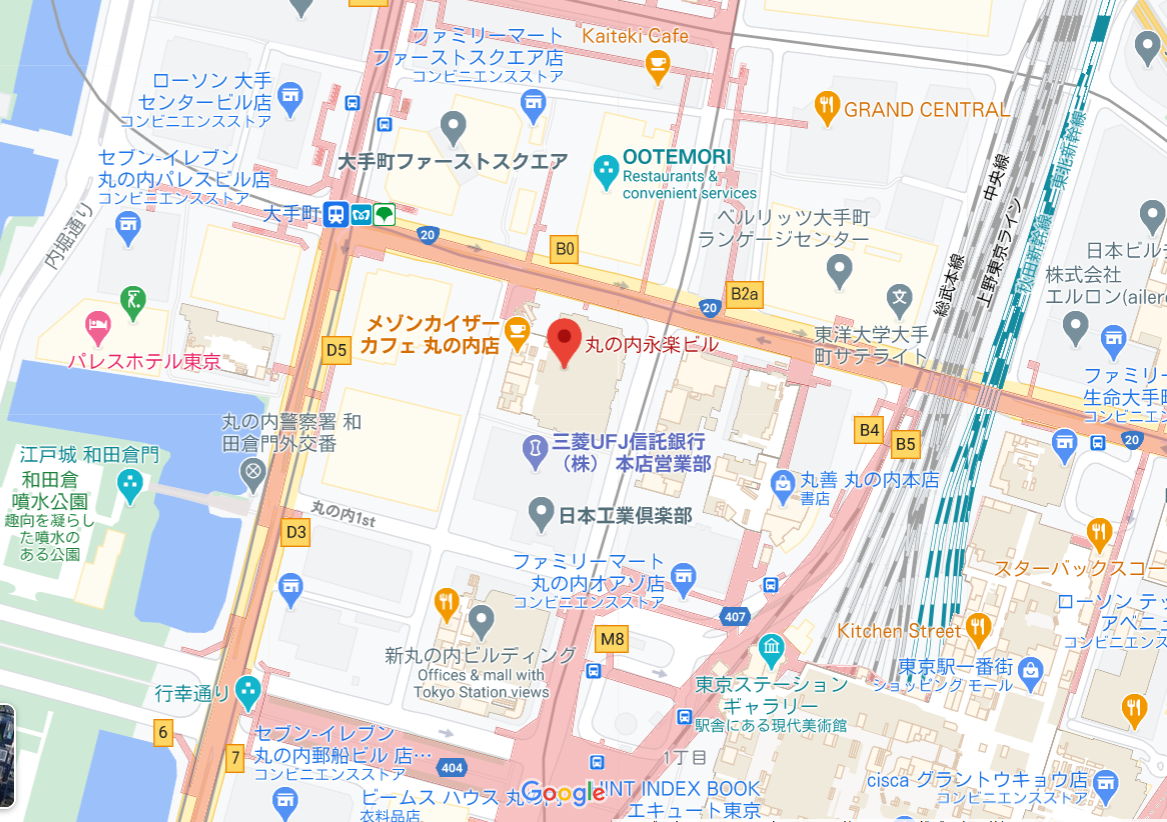 ファミリーマート
ファーストスクエア店
コンビニエンスストア
Kaiteki Cafe
ローソン 大手
センタービル店
コンビニエンスストア
GRAND CENTRAL
大手町ファーストスクエア
セブン-イレブン
丸の内パレスビル店
コンビニエンスストア
OOTEMORI
Restaurants &
convenient services
中央線
東北新幹線
内堀通り
大手町
20
B0
ベルリッツ大手町
ランゲージセンター
上野東京ライン
秋田新幹線
総武本線
日本ビル
株式会社
エルロン(ailero
B2a
20
メゾンカイザー
カフェ 丸の内店
丸の内永楽ビル
東洋大学大手
町サテライト
D5
パレスホテル東京
ファミリー
生命大手町
コンビニエン
20
丸の内警察署 和
田倉門外交番
B4
B5
江戸城 和田倉門
和田倉
噴水公園
趣向を凝らし
た噴水の
ある公園
三菱UFJ信託銀行
（株） 本店営業部
丸善 丸の内本店
書店
丸の内1st
日本工業倶楽部
D3
ファミリーマート
丸の内オアゾ店
コンビニエンスストア
スターバックスコー
407
ローソン テッ
アベニュ
コンビニエンス
M8
Kitchen Street
新丸の内ビルディング
Offices & mall with
Tokyo Station views
東京駅一番街
ショッピング モール
東京ステーション
ギャラリー
駅舎にある現代美術館
行幸通り
6
7
セブン-イレブン
丸の内郵船ビル 店…
コンビニエンスストア
404
1丁目
cisca グラントウキョウ店
コンビニエンスストア
ビームス ハウス 丸の内
衣料品店
Google
INT INDEX BOOK
エキュート東京